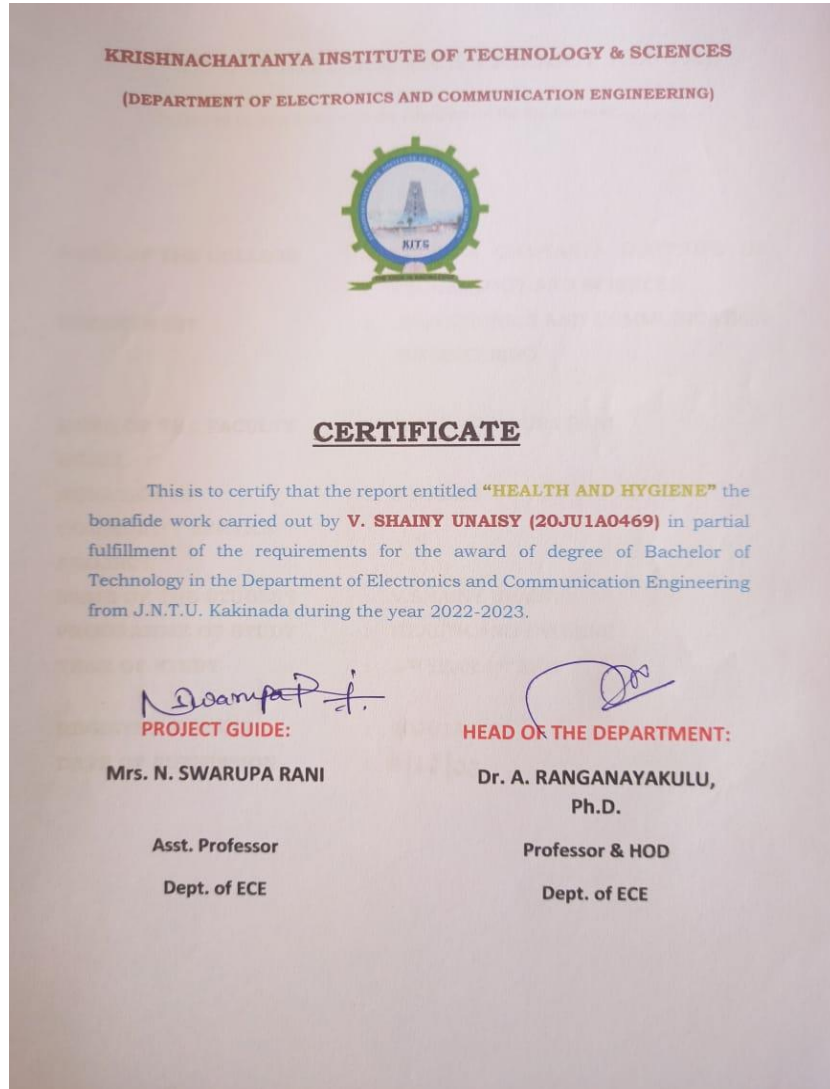 KRISHNACHAITANYA INSTITUTE OF TECHNOLOGY & SCIENCES
(DEPARTMENT OF ELECTRONICS AND COMMUNICATION ENGINEERING)
KITS
CERTIFICATE
This is to certify that the report entitled “HEALTH AND HYGIENE” the
bonafide work carried out by V. SHAINY UNAISY (20JU1A0469) in partial
fulfillment of the requirements for the award of degree of Bachelor of
Technology in the Department of Electronics and Communication Engineering
from J.N.T.U. Kakinada during the year 2022-2023.
PROJECT GUIDE:
HEAD OF THE DEPARTMENT:
Mrs. N. SWARUPA RANI
Dr. A. RANGANAYAKULU,
Ph.D.
Asst. Professor
Professor & HOD
Dept. of ECE
Dept. of ECE